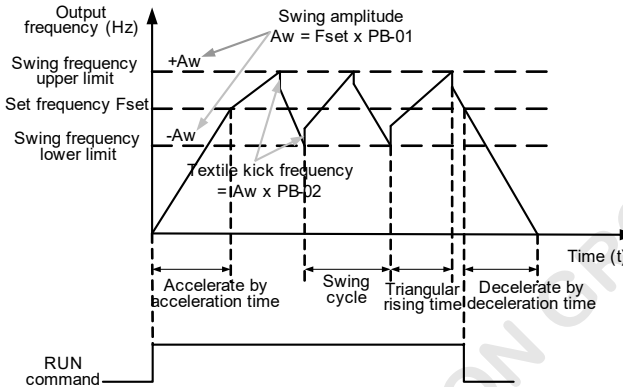 Output
frequency (Hz)
Swing amplitude
Aw = Fset x PB-01
+Aw
Swing frequency
upper limit
Set frequency Fset
-Aw
Swing frequency
lower limit
Textile kick frequency
= Aw x PB-02
Time (t)
Accelerate by
acceleration time
Swing
cycle
Triangular
rising time
Decelerate by
deceleration time
RUN
command